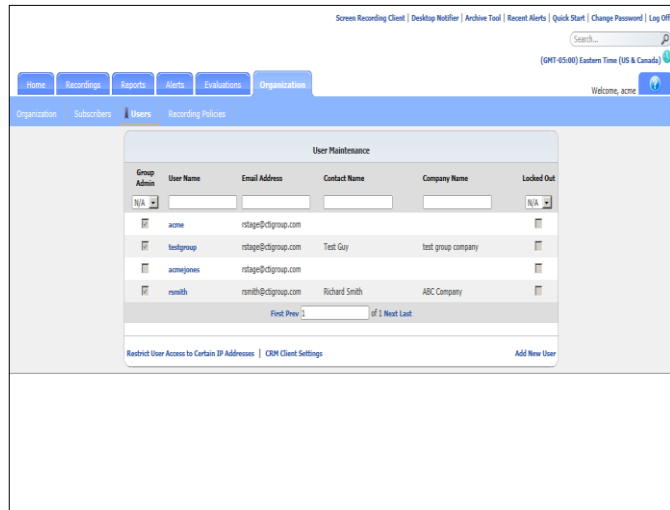 Screen Recording Client | Desktop Notifier | Archive Tool | Recent Alerts | Quick Start | Change Password | Log Off
Search...
(GMT-05:00) Eastern Time (US & Canada)
Home Recordings Reports Alerts Evaluations Organization
Welcome, acme
Organization Subscribers Users Recording Policies
User Maintenance
Group Admin User Name Email Address Contact Name Company Name Locked Out
N/A N/A
acme rstage@ctigroup.com
testgroup rstage@ctigroup.com Test Guy test group company
acmejones rstage@ctigroup.com
rsmith rsmith@ctigroup.com Richard Smith ABC Company
First Prev 1 of 1 Next Last
Restrict User Access to Certain IP Addresses | CRM Client Settings Add New User